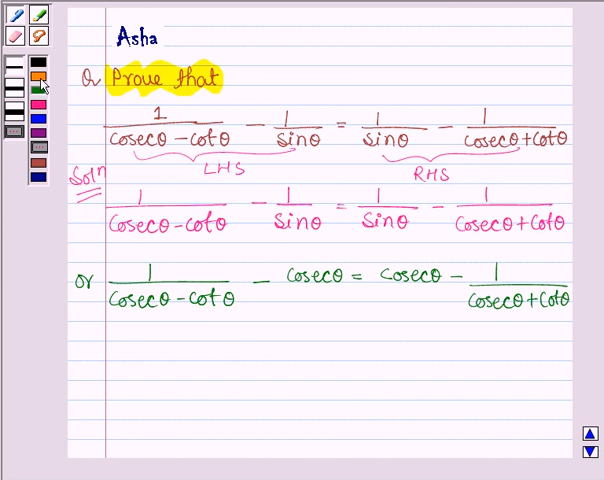 Asha
Q Prove that
1/(cosecθ − cotθ) − 1/sinθ = 1/sinθ − 1/(cosecθ + cotθ)
LHS RHS
Soln
1/(cosecθ − cotθ) − 1/sinθ = 1/sinθ − 1/(cosecθ + cotθ)
or 1/(cosecθ − cotθ) − cosecθ = cosecθ − 1/(cosecθ + cotθ)